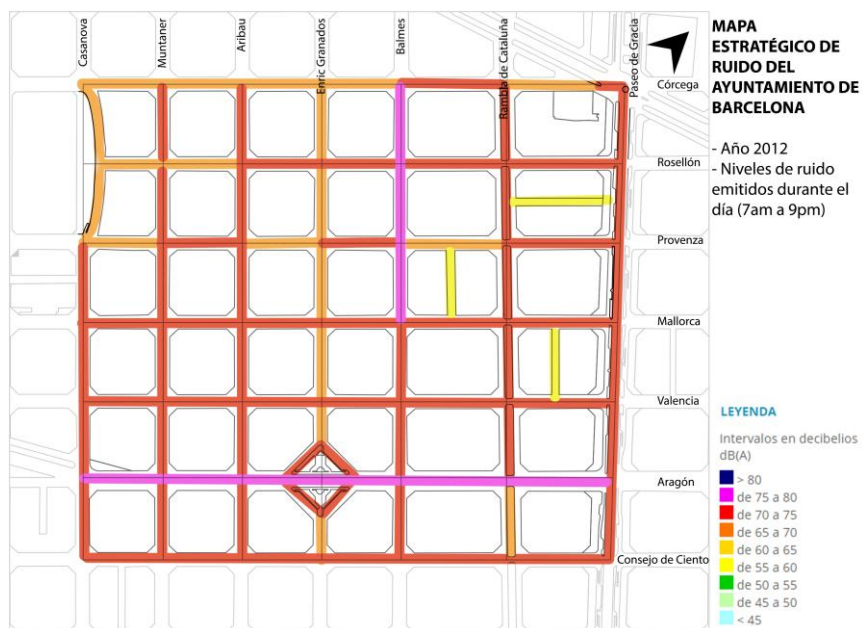 Casanova
Muntaner
Aribau
Enric Granados
Balmes
Rambla de Cataluña
Paseo de Gracia
MAPA
ESTRATÉGICO DE
RUIDO DEL
AYUNTAMIENTO DE
BARCELONA
- Año 2012
- Niveles de ruido
emitidos durante el
día (7am a 9pm)
Córcega
Rosellón
Provenza
Mallorca
Valencia
Aragón
Consejo de Ciento
LEYENDA
Intervalos en decibelios
dB(A)
> 80
de 75 a 80
de 70 a 75
de 65 a 70
de 60 a 65
de 55 a 60
de 50 a 55
de 45 a 50
< 45